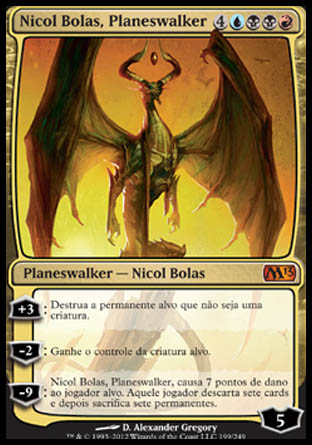 Nicol Bolas, Planeswalker 4
Planeswalker — Nicol Bolas M13
+3 Destrua a permanente alvo que não seja uma
criatura.
-2 Ganhe o controle da criatura alvo.
Nicol Bolas, Planeswalker, causa 7 pontos de dano
-9 ao jogador alvo. Aquele jogador descarta sete cards
e depois sacrifica sete permanentes.
D. Alexander Gregory 5
™ & © 1993-2012 Wizards of the Coast LLC 199/249